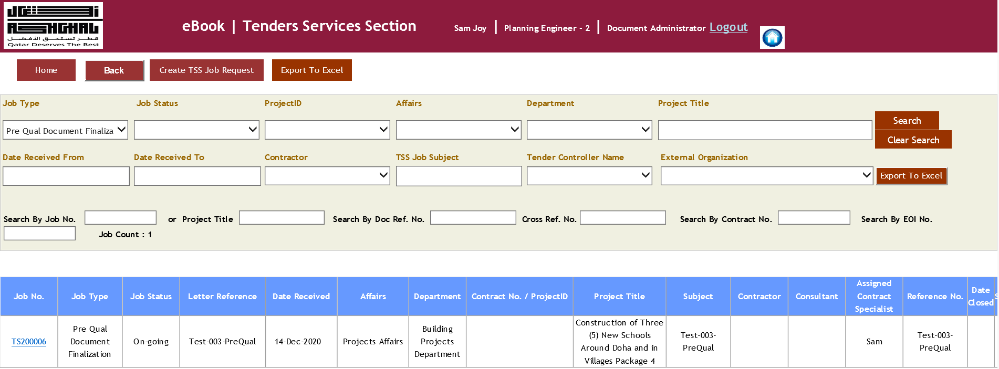 أشغال
ASHGHAL
قطر تستحق الأفضل
Qatar Deserves The Best
eBook | Tenders Services Section
Sam Joy | Planning Engineer - 2 | Document Administrator Logout
Home Back Create TSS Job Request Export To Excel
Job Type Job Status ProjectID Affairs Department Project Title
Search
Pre Qual Document Finaliza
Clear Search
Date Received From Date Received To Contractor TSS Job Subject Tender Controller Name External Organization
Export To Excel
Search By Job No. or Project Title Search By Doc Ref. No. Cross Ref. No. Search By Contract No. Search By EOI No.
Job Count : 1
Job No. Job Type Job Status Letter Reference Date Received Affairs Department Contract No. / ProjectID Project Title Subject Contractor Consultant
Assigned
Contract
Specialist
Reference No.
Date
Closed
S
TS200006
Pre Qual
Document
Finalization
On-going
Test-003-PreQual
14-Dec-2020
Projects Affairs
Building
Projects
Department
Construction of Three
(5) New Schools
Around Doha and in
Villages Package 4
Test-003-
PreQual
Sam
Test-003-
PreQual